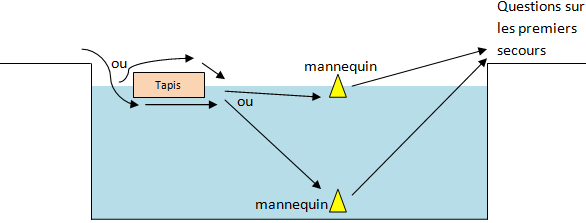 Questions sur
les premiers
secours
ou
mannequin
Tapis
ou
mannequin